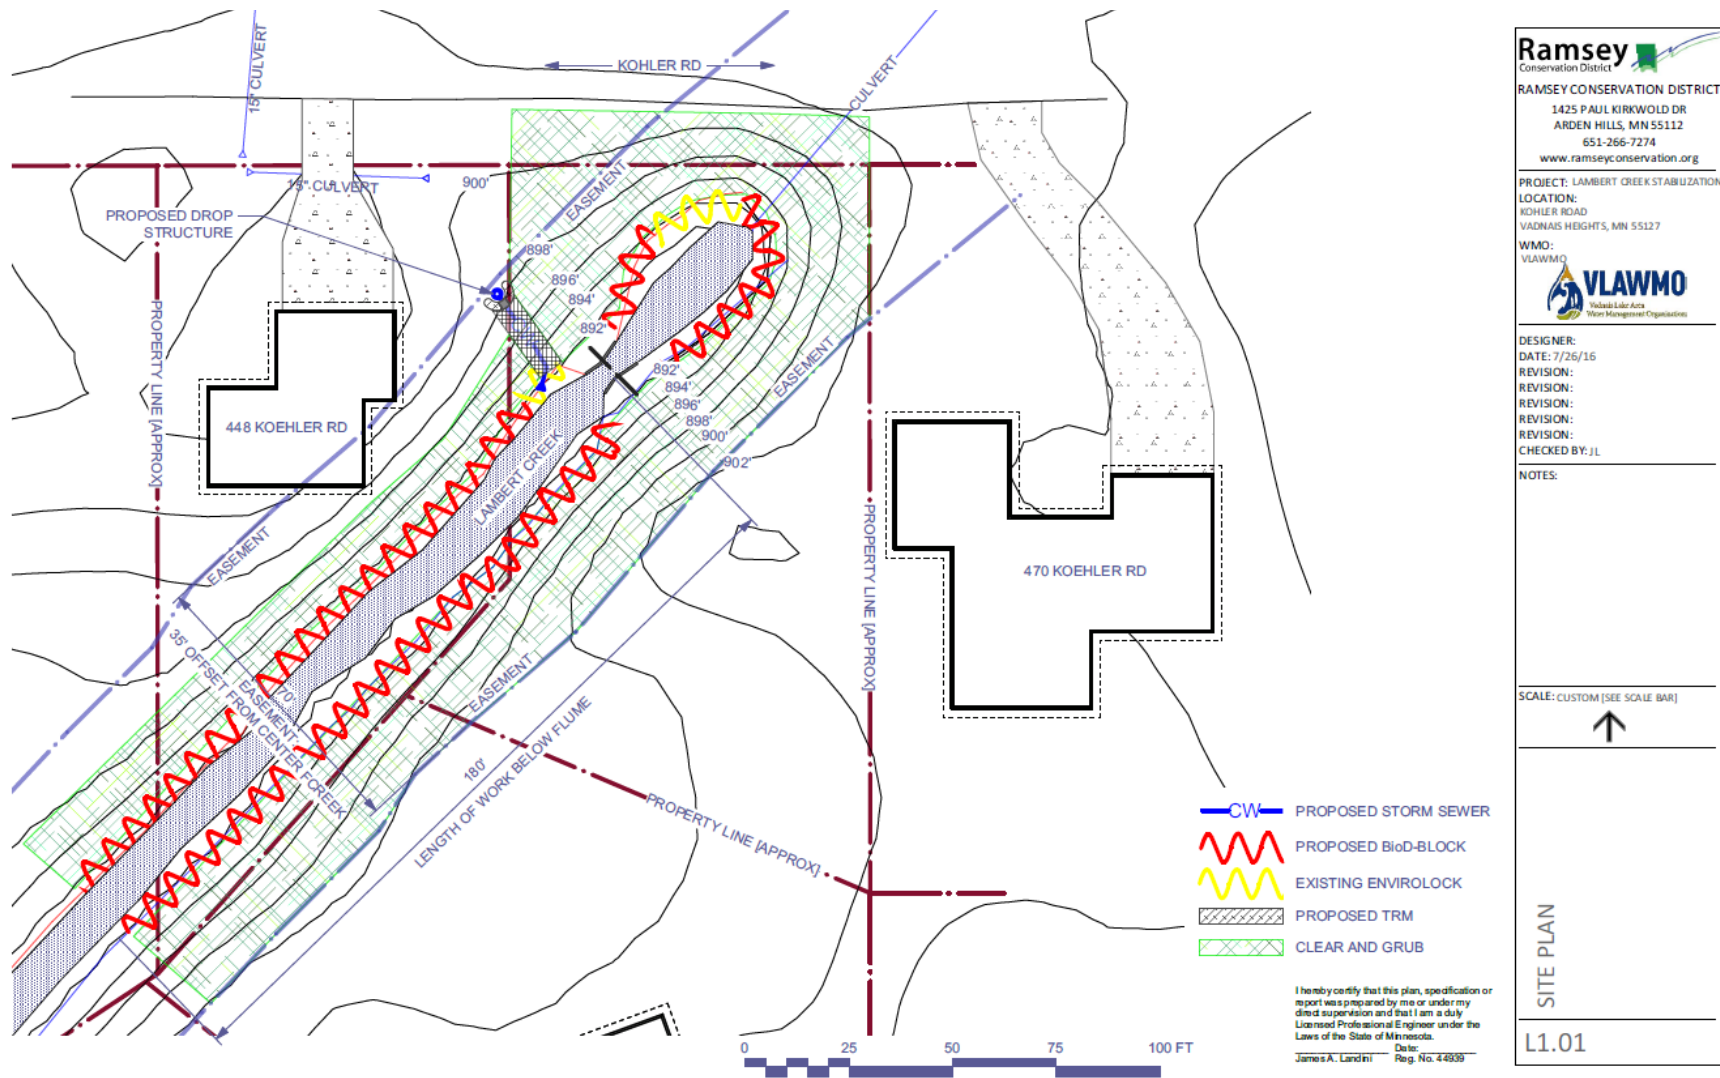 15" CULVERT
KOHLER RD
CULVERT
15" CULVERT
900'
PROPOSED DROP
STRUCTURE
EASEMENT
898'
896'
894'
892'
PROPERTY LINE [APPROX]
448 KOEHLER RD
892'
894'
896'
898'
900'
902'
EASEMENT
LAMBERT CREEK
EASEMENT
PROPERTY LINE [APPROX]
470 KOEHLER RD
35' OFFSET FROM CENTER F CREEK
70'
EASEMENT
EASEMENT
180'
LENGTH OF WORK BELOW FLUME
PROPERTY LINE [APPROX]
CW
PROPOSED STORM SEWER
PROPOSED BioD-BLOCK
EXISTING ENVIROLOCK
PROPOSED TRM
CLEAR AND GRUB
I hereby certify that this plan, specification or
report was prepared by me or under my
direct supervision and that I am a duly
Licensed Professional Engineer under the
Laws of the State of Minnesota.
Date:
James A. Landini Reg. No. 44939
0 25 50 75 100 FT
Ramsey
Conservation District
RAMSEY CONSERVATION DISTRICT
1425 PAUL KIRKWOLD DR
ARDEN HILLS, MN 55112
651-266-7274
www.ramseyconservation.org
PROJECT: LAMBERT CREEK STABILIZATION
LOCATION:
KOHLER ROAD
VADNAIS HEIGHTS, MN 55127
WMO:
VLAWMO
VLAWMO
Vadnais Lake Area
Water Management Organization
DESIGNER:
DATE: 7/26/16
REVISION:
REVISION:
REVISION:
REVISION:
REVISION:
CHECKED BY: JL
NOTES:
SCALE: CUSTOM [SEE SCALE BAR]
SITE PLAN
L1.01